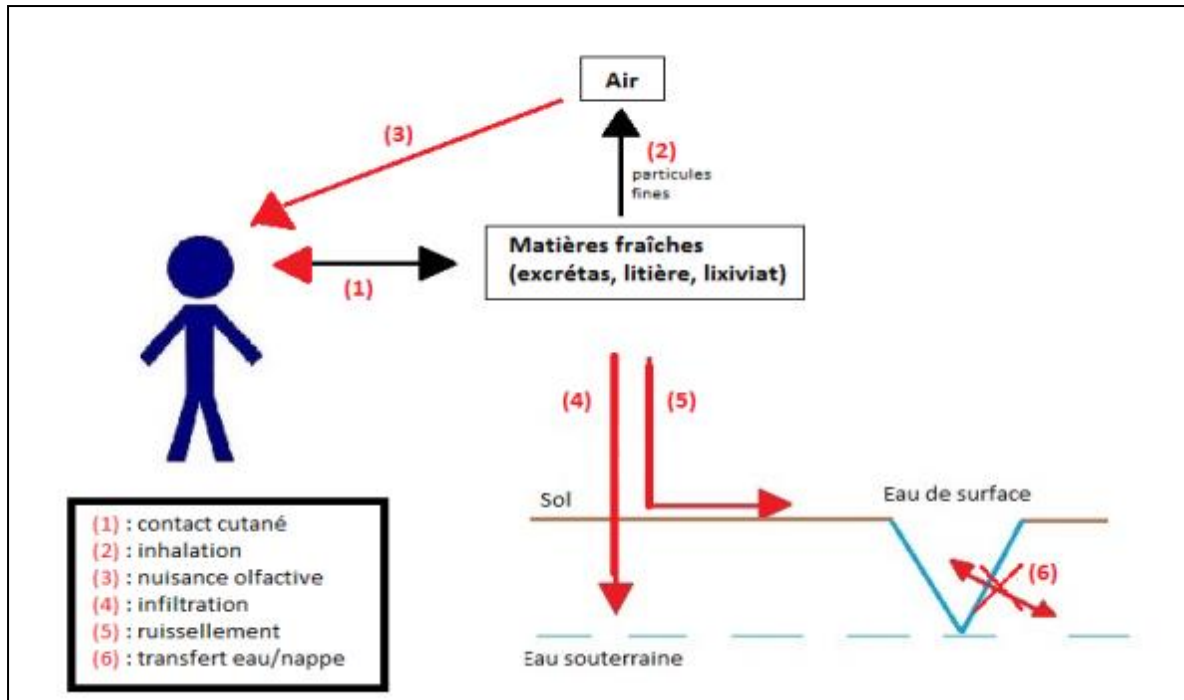 Air
(3)
(2)
particules
fines
Matières fraîches
(excrétas, litière, lixiviat)
(1)
(4)
(5)
Sol
Eau de surface
(6)
Eau souterraine
(1) : contact cutané
(2) : inhalation
(3) : nuisance olfactive
(4) : infiltration
(5) : ruissellement
(6) : transfert eau/nappe